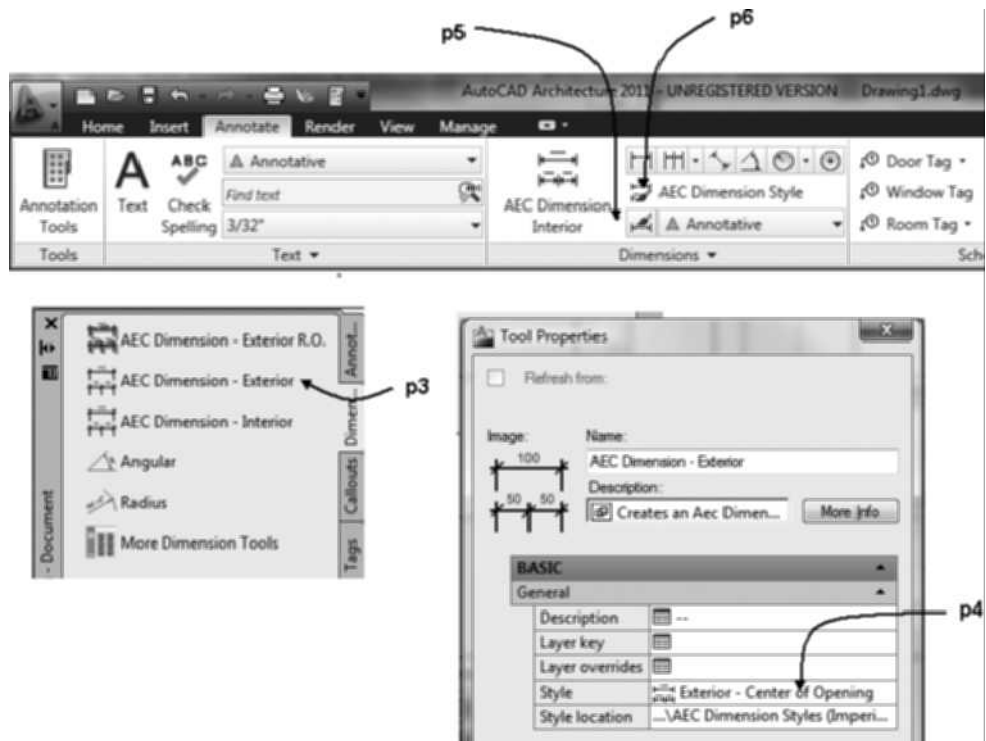 p5
p6
AutoCAD Architecture 2011 - UNREGISTERED VERSION Drawing1.dwg
Home Insert Annotate Render View Manage
Annotation Tools
A Text
ABC Check Spelling
Annotative
Find text
3/32"
AEC Dimension Interior
AEC Dimension Style
Annotative
Door Tag
Window Tag
Room Tag
Tools Text Dimensions Sch
AEC Dimension - Exterior R.O.
AEC Dimension - Exterior
AEC Dimension - Interior
Angular
Radius
More Dimension Tools
Annot...
Dimen...
Callouts
Tags
- Document
p3
Tool Properties
Refresh from:
Image: Name:
100
50 50
AEC Dimension - Exterior
Description:
Creates an Aec Dimen... More Info
BASIC
General
Description --
Layer key
Layer overrides
Style Exterior - Center of Opening
Style location ...\AEC Dimension Styles (Imperi...
p4